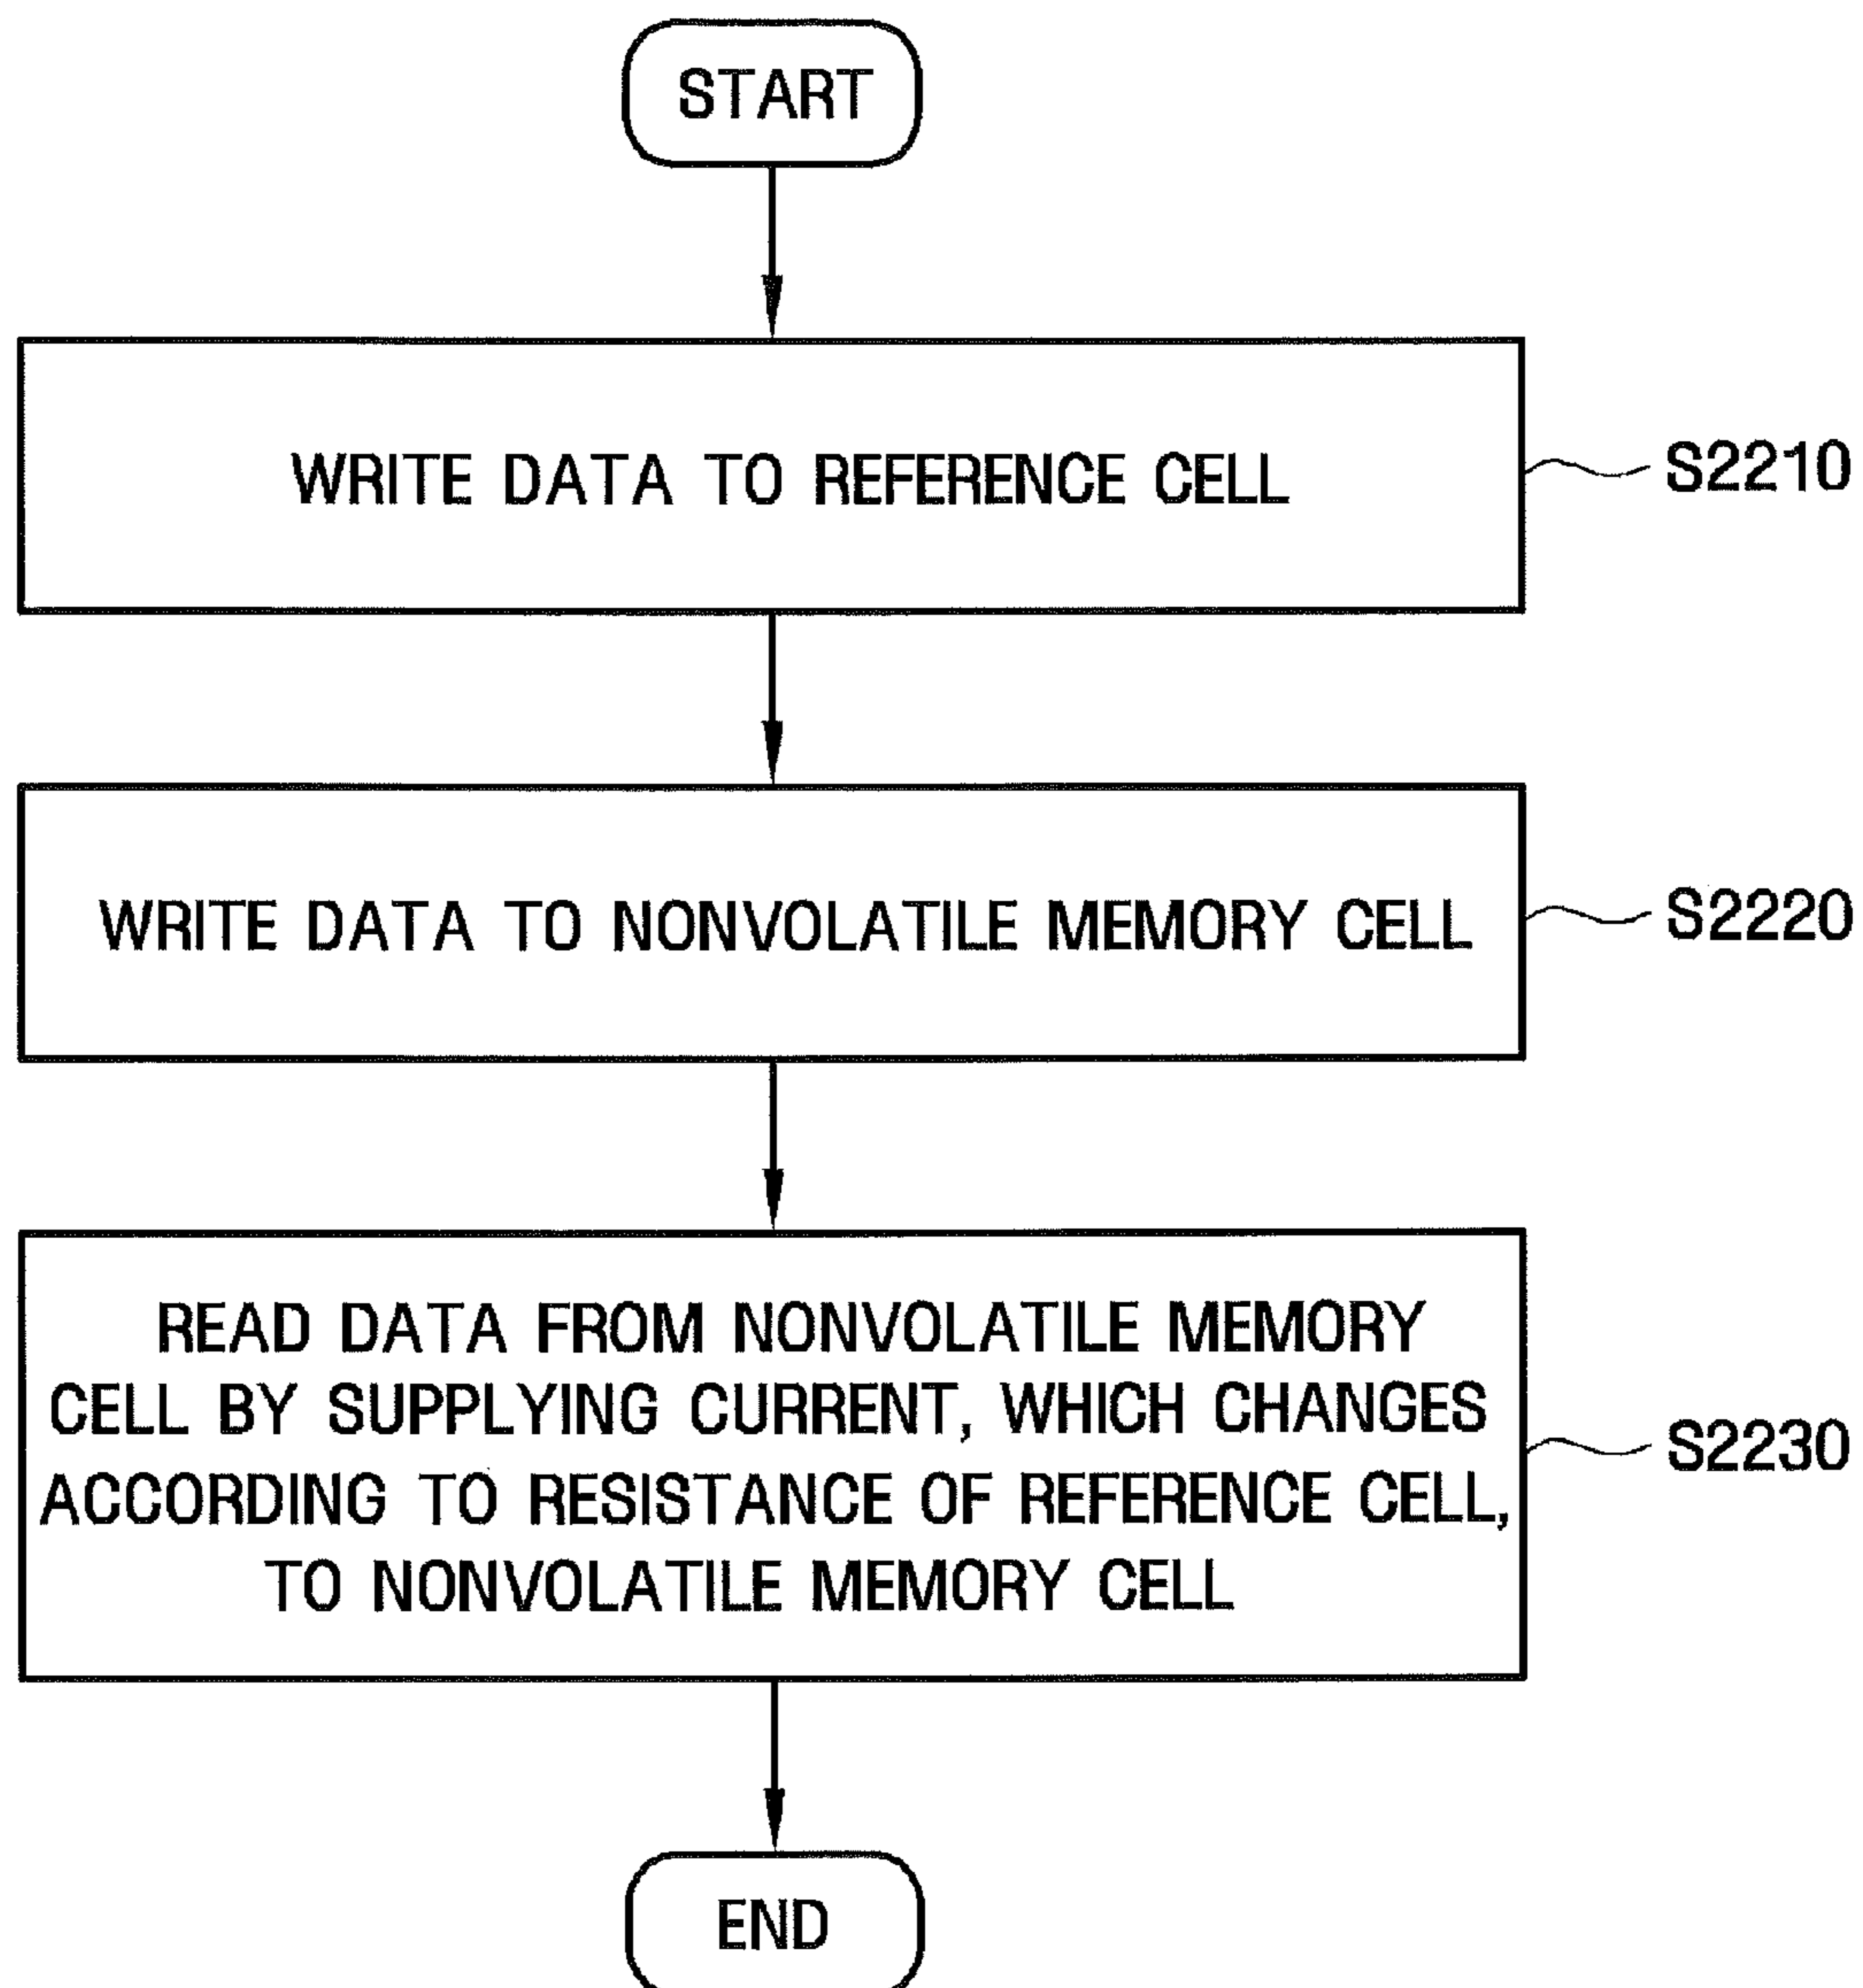 START
WRITE DATA TO REFERENCE CELL
S2210
WRITE DATA TO NONVOLATILE MEMORY CELL
S2220
READ DATA FROM NONVOLATILE MEMORY
CELL BY SUPPLYING CURRENT, WHICH CHANGES
ACCORDING TO RESISTANCE OF REFERENCE CELL,
TO NONVOLATILE MEMORY CELL
S2230
END